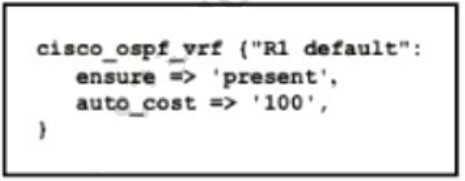 cisco_ospf_vrf {"R1 default":
ensure => 'present',
auto_cost => '100',
}